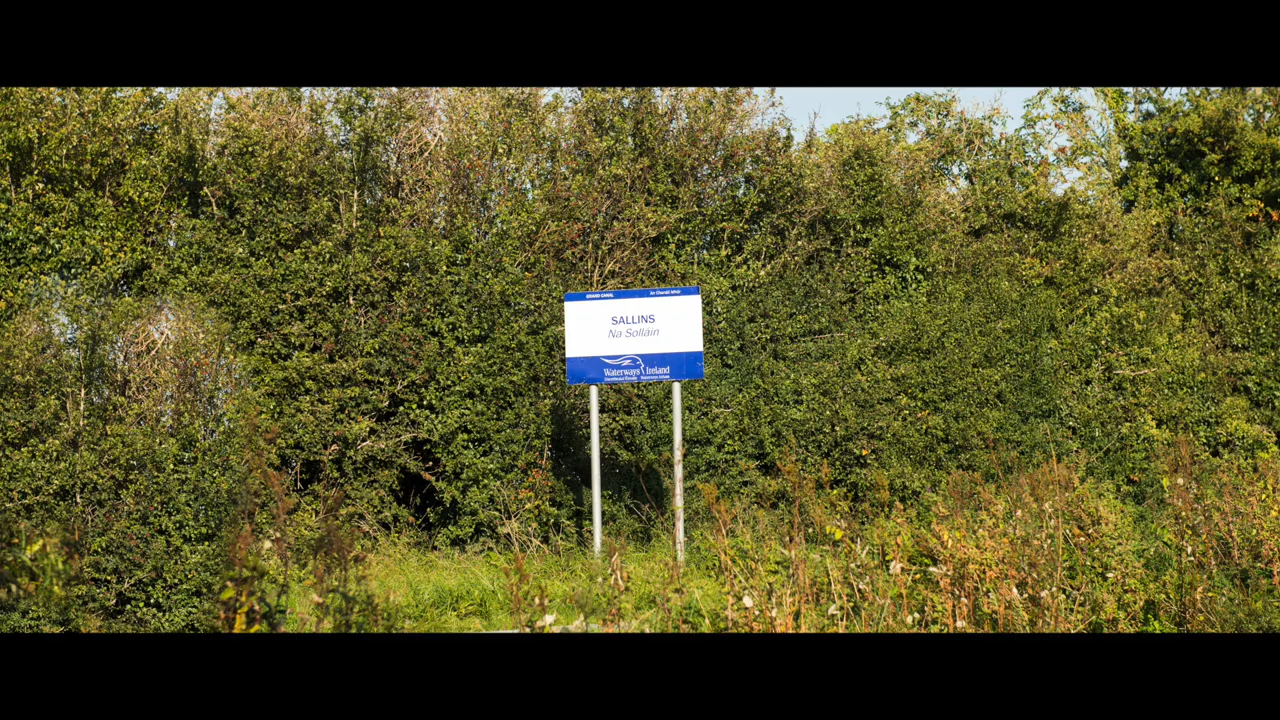 GRAND CANAL An Chanáil Mhór
SALLINS
Na Solláin
Waterways Ireland